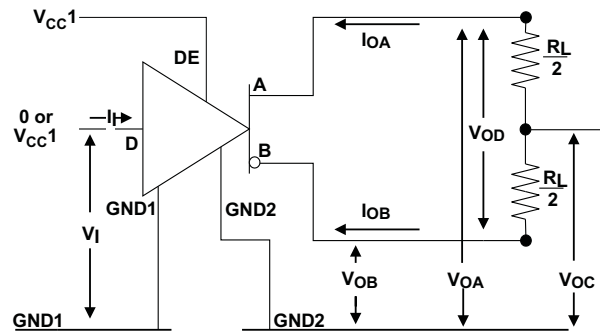 VCC1
DE
IOA
RL
2
A
0 or
VCC1
II
D
VOD
B
RL
2
GND1
GND2
VI
IOB
VOB
VOA
VOC
GND1
GND2